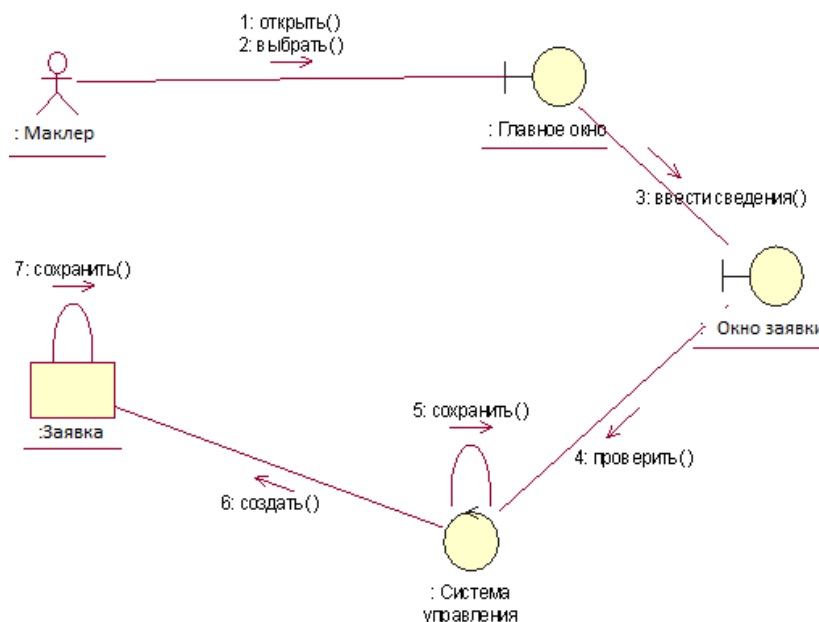 1: открыть()
2: выбрать()
: Маклер
: Главное окно
3: ввести сведения()
7: сохранить()
: Окно заявки
5: сохранить()
:Заявка
4: проверить()
6: создать()
: Система
управления